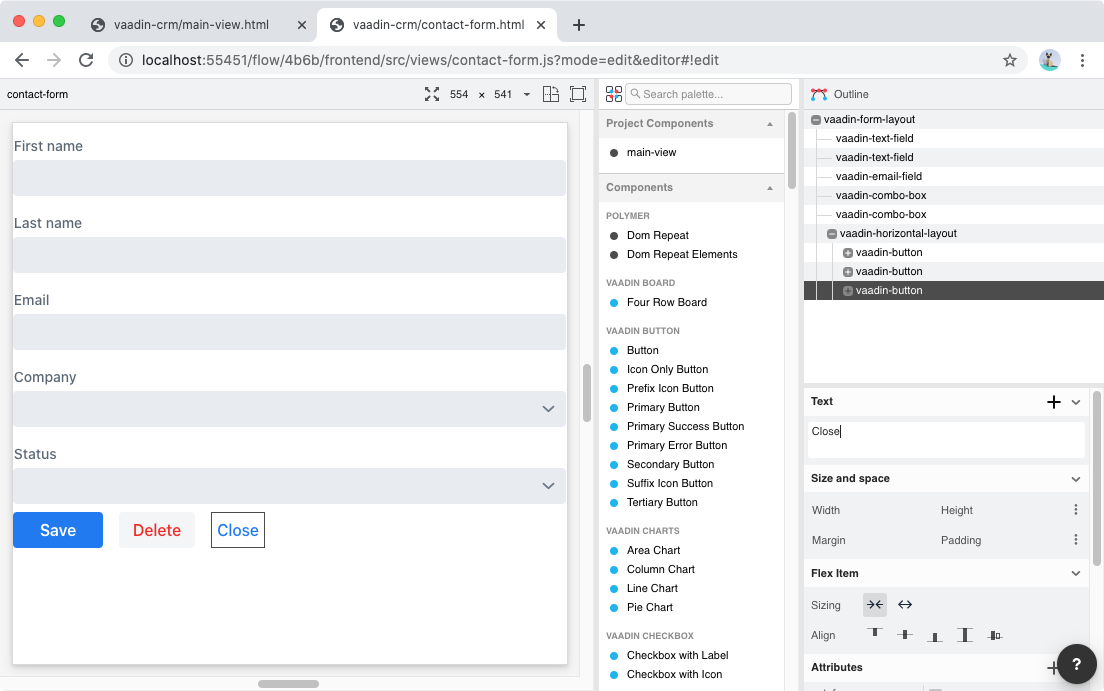 vaadin-crm/main-view.html
vaadin-crm/contact-form.html
localhost:55451/flow/4b6b/frontend/src/views/contact-form.js?mode=edit&editor#!edit
contact-form
554 × 541
First name
Last name
Email
Company
Status
Save Delete Close
Search palette...
Project Components
main-view
Components
POLYMER
Dom Repeat
Dom Repeat Elements
VAADIN BOARD
Four Row Board
VAADIN BUTTON
Button
Icon Only Button
Prefix Icon Button
Primary Button
Primary Success Button
Primary Error Button
Secondary Button
Suffix Icon Button
Tertiary Button
VAADIN CHARTS
Area Chart
Column Chart
Line Chart
Pie Chart
VAADIN CHECKBOX
Checkbox with Label
Checkbox with Icon
Outline
vaadin-form-layout
vaadin-text-field
vaadin-text-field
vaadin-email-field
vaadin-combo-box
vaadin-combo-box
vaadin-horizontal-layout
vaadin-button
vaadin-button
vaadin-button
Text
Close
Size and space
Width Height
Margin Padding
Flex Item
Sizing
Align
Attributes
?